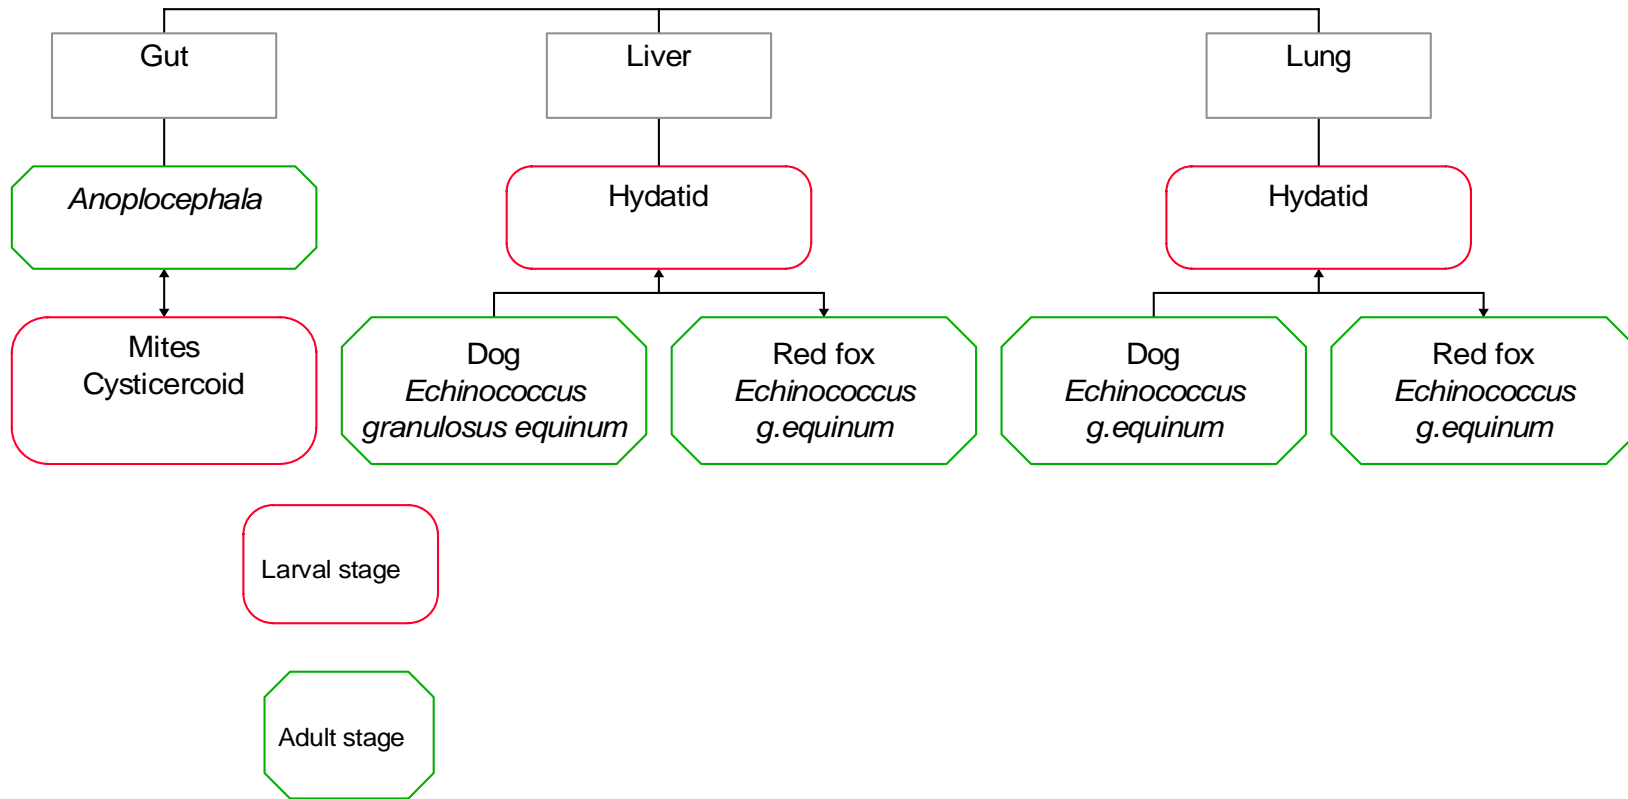 Gut
Liver
Lung
Anoplocephala
Hydatid
Hydatid
Mites
Cysticercoid
Dog
Echinococcus
granulosus equinum
Red fox
Echinococcus
g.equinum
Dog
Echinococcus
g.equinum
Red fox
Echinococcus
g.equinum
Larval stage
Adult stage